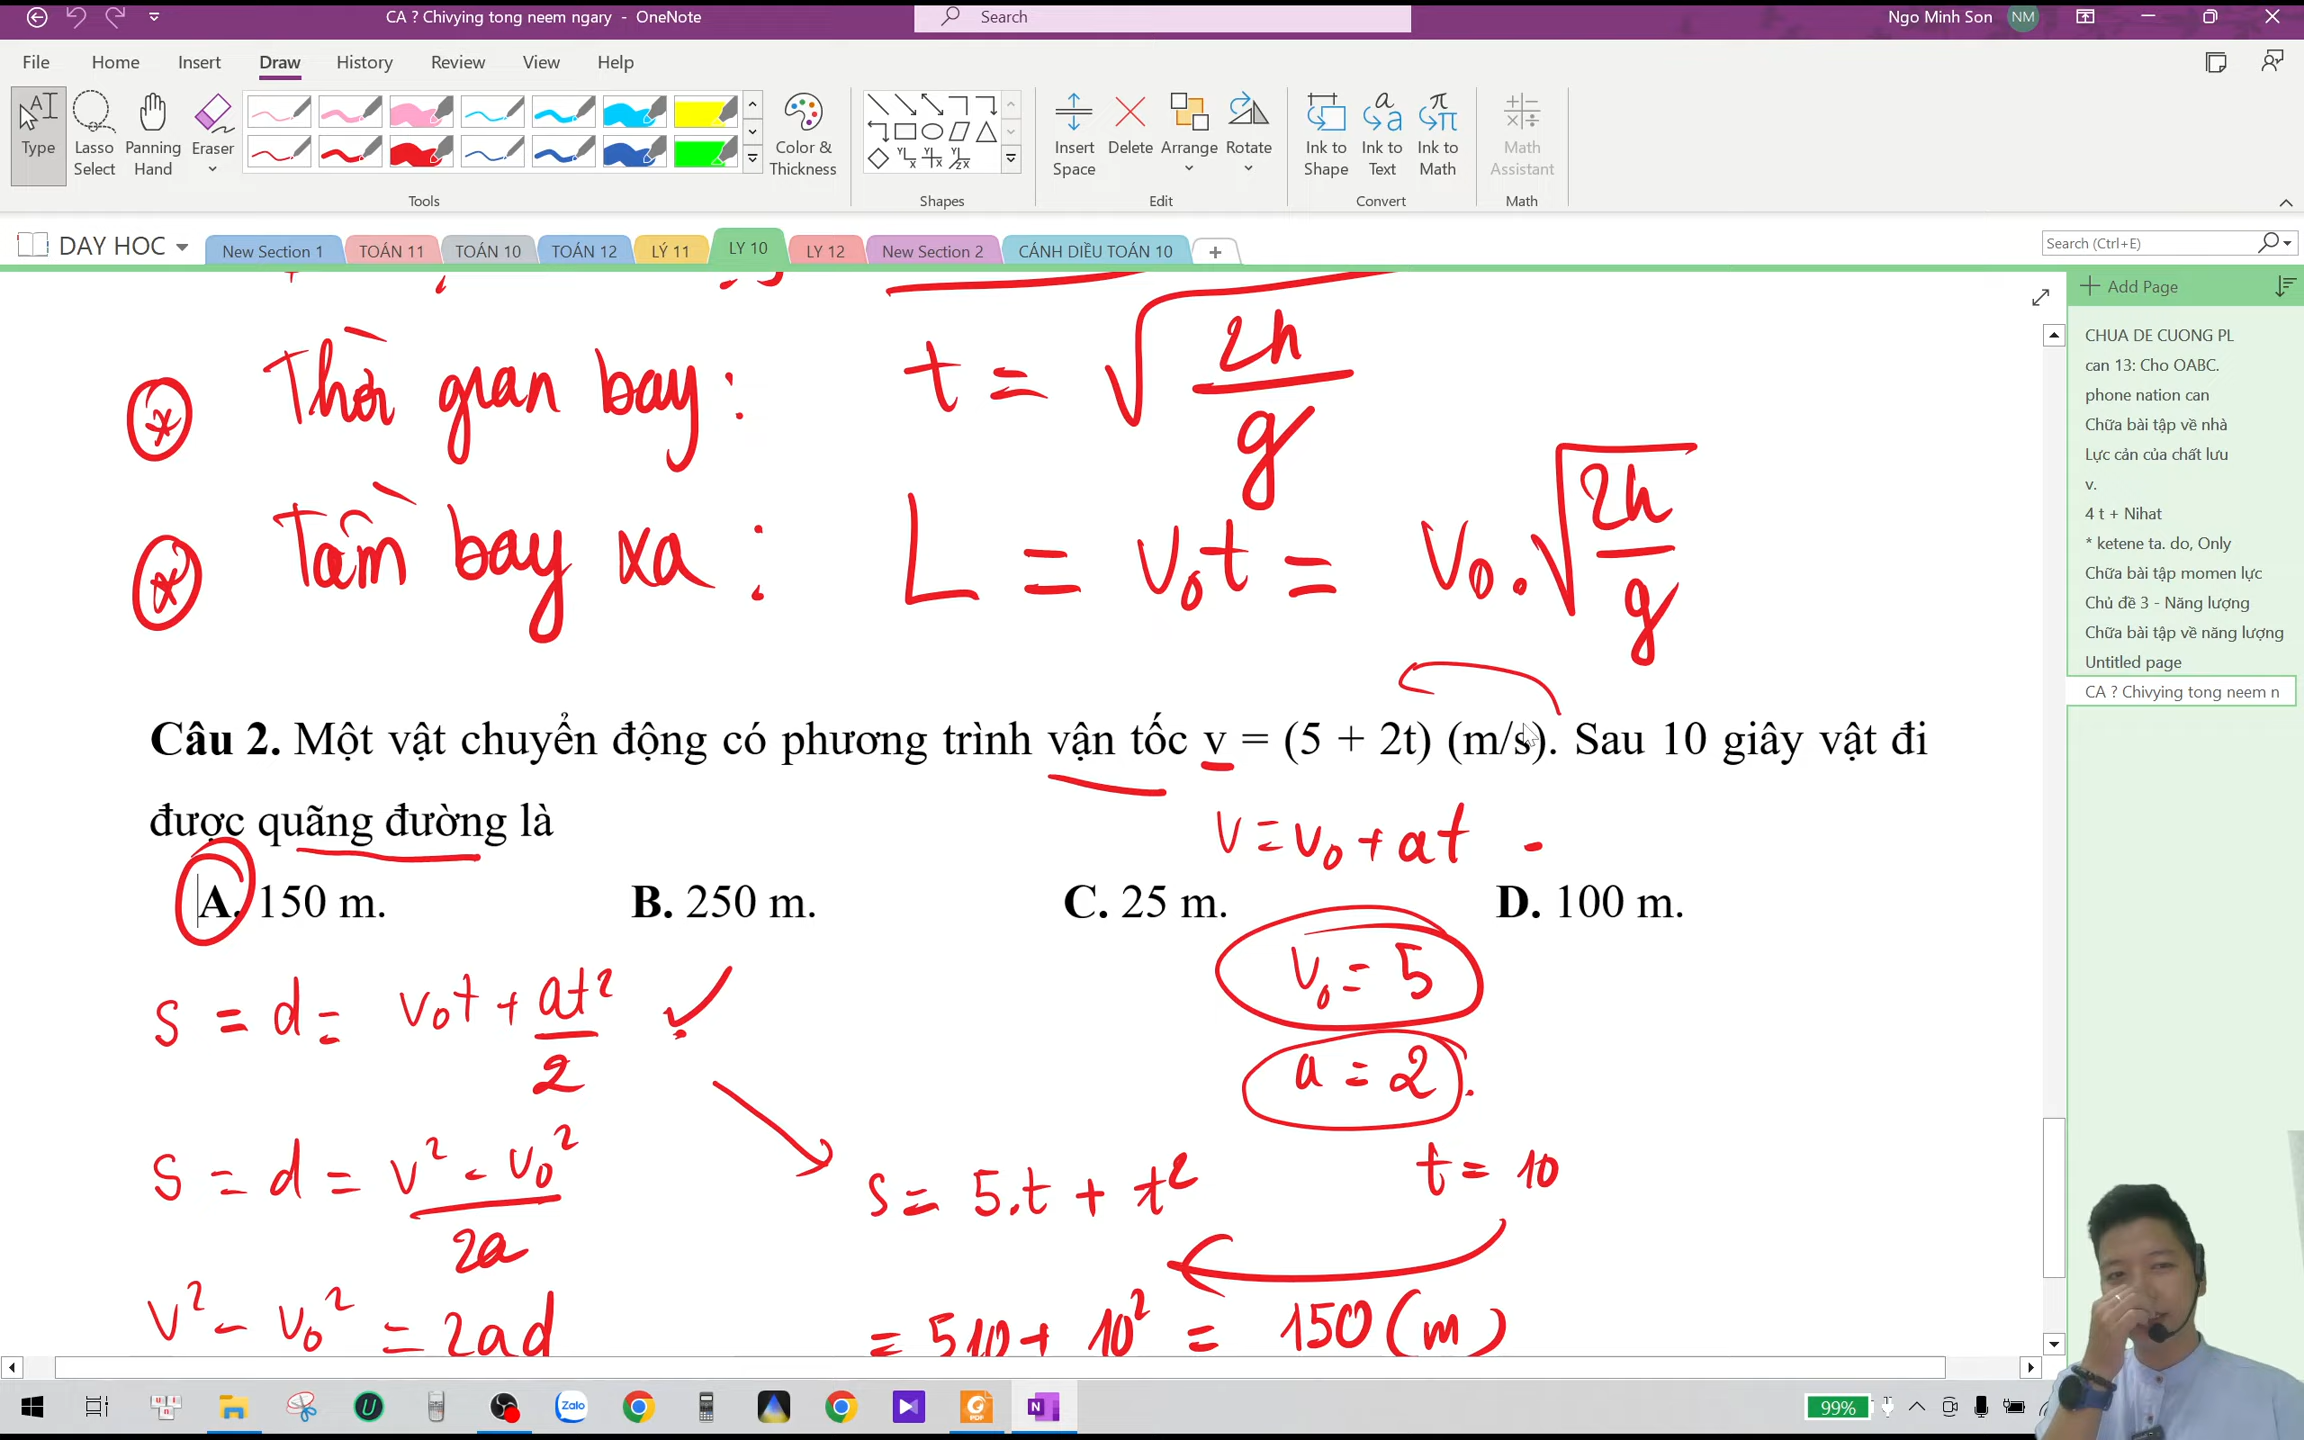 CA ? Chivying tong neem ngary - OneNote
Search
Ngo Minh Son
NM
File Home Insert Draw History Review View Help
Type
Lasso Select
Panning Hand
Eraser
Color & Thickness
Insert Space
Delete
Arrange
Rotate
Ink to Shape
Ink to Text
Ink to Math
Math Assistant
Tools Shapes Edit Convert Math
DAY HOC
New Section 1
TOÁN 11
TOÁN 10
TOÁN 12
LÝ 11
LY 10
LY 12
New Section 2
CÁNH DIỀU TOÁN 10
Search (Ctrl+E)
Add Page
CHUA DE CUONG PL
can 13: Cho OABC.
phone nation can
Chữa bài tập về nhà
Lực cản của chất lưu
v.
4 t + Nihat
* ketene ta. do, Only
Chữa bài tập momen lực
Chủ đề 3 - Năng lượng
Chữa bài tập về năng lượng
Untitled page
CA ? Chivying tong neem n
Thời gian bay: t = √(2h/g)
Tầm bay xa: L = v₀t = v₀.√(2h/g)
Câu 2. Một vật chuyển động có phương trình vận tốc v = (5 + 2t) (m/s). Sau 10 giây vật đi
được quãng đường là
v = v₀ + at
A. 150 m. B. 250 m. C. 25 m. D. 100 m.
v₀ = 5
s = d = v₀t + at²/2
a = 2.
t = 10
s = d = (v² - v₀²)/2a
s = 5.t + t²
v² - v₀² = 2ad
= 510 + 10² = 150 (m)
Zalo
PDF
N
99%